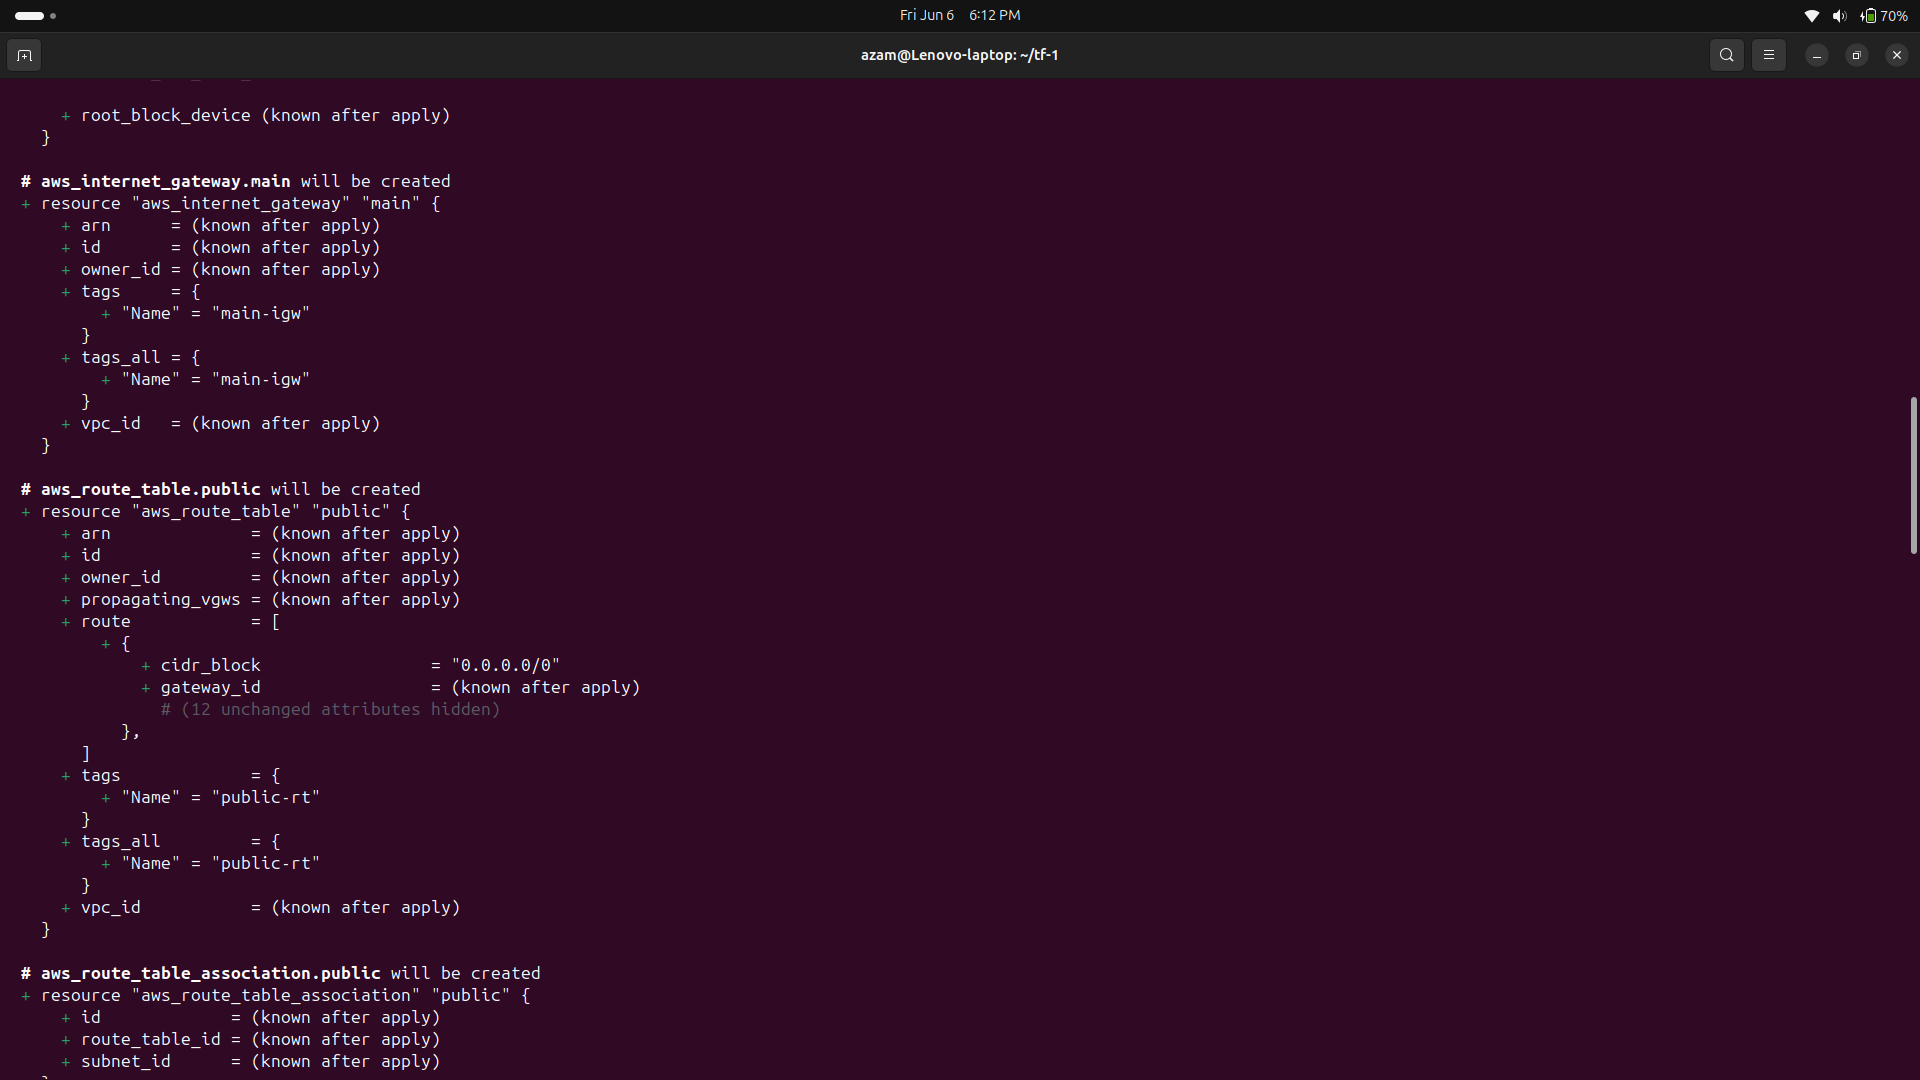 Fri Jun 6 6:12 PM
70%
azam@Lenovo-laptop: ~/tf-1
      + root_block_device (known after apply)
    }
  # aws_internet_gateway.main will be created
  + resource "aws_internet_gateway" "main" {
      + arn      = (known after apply)
      + id       = (known after apply)
      + owner_id = (known after apply)
      + tags     = {
          + "Name" = "main-igw"
        }
      + tags_all = {
          + "Name" = "main-igw"
        }
      + vpc_id   = (known after apply)
    }
  # aws_route_table.public will be created
  + resource "aws_route_table" "public" {
      + arn              = (known after apply)
      + id               = (known after apply)
      + owner_id         = (known after apply)
      + propagating_vgws = (known after apply)
      + route            = [
          + {
              + cidr_block                 = "0.0.0.0/0"
              + gateway_id                 = (known after apply)
                # (12 unchanged attributes hidden)
            },
        ]
      + tags             = {
          + "Name" = "public-rt"
        }
      + tags_all         = {
          + "Name" = "public-rt"
        }
      + vpc_id           = (known after apply)
    }
  # aws_route_table_association.public will be created
  + resource "aws_route_table_association" "public" {
      + id             = (known after apply)
      + route_table_id = (known after apply)
      + subnet_id      = (known after apply)